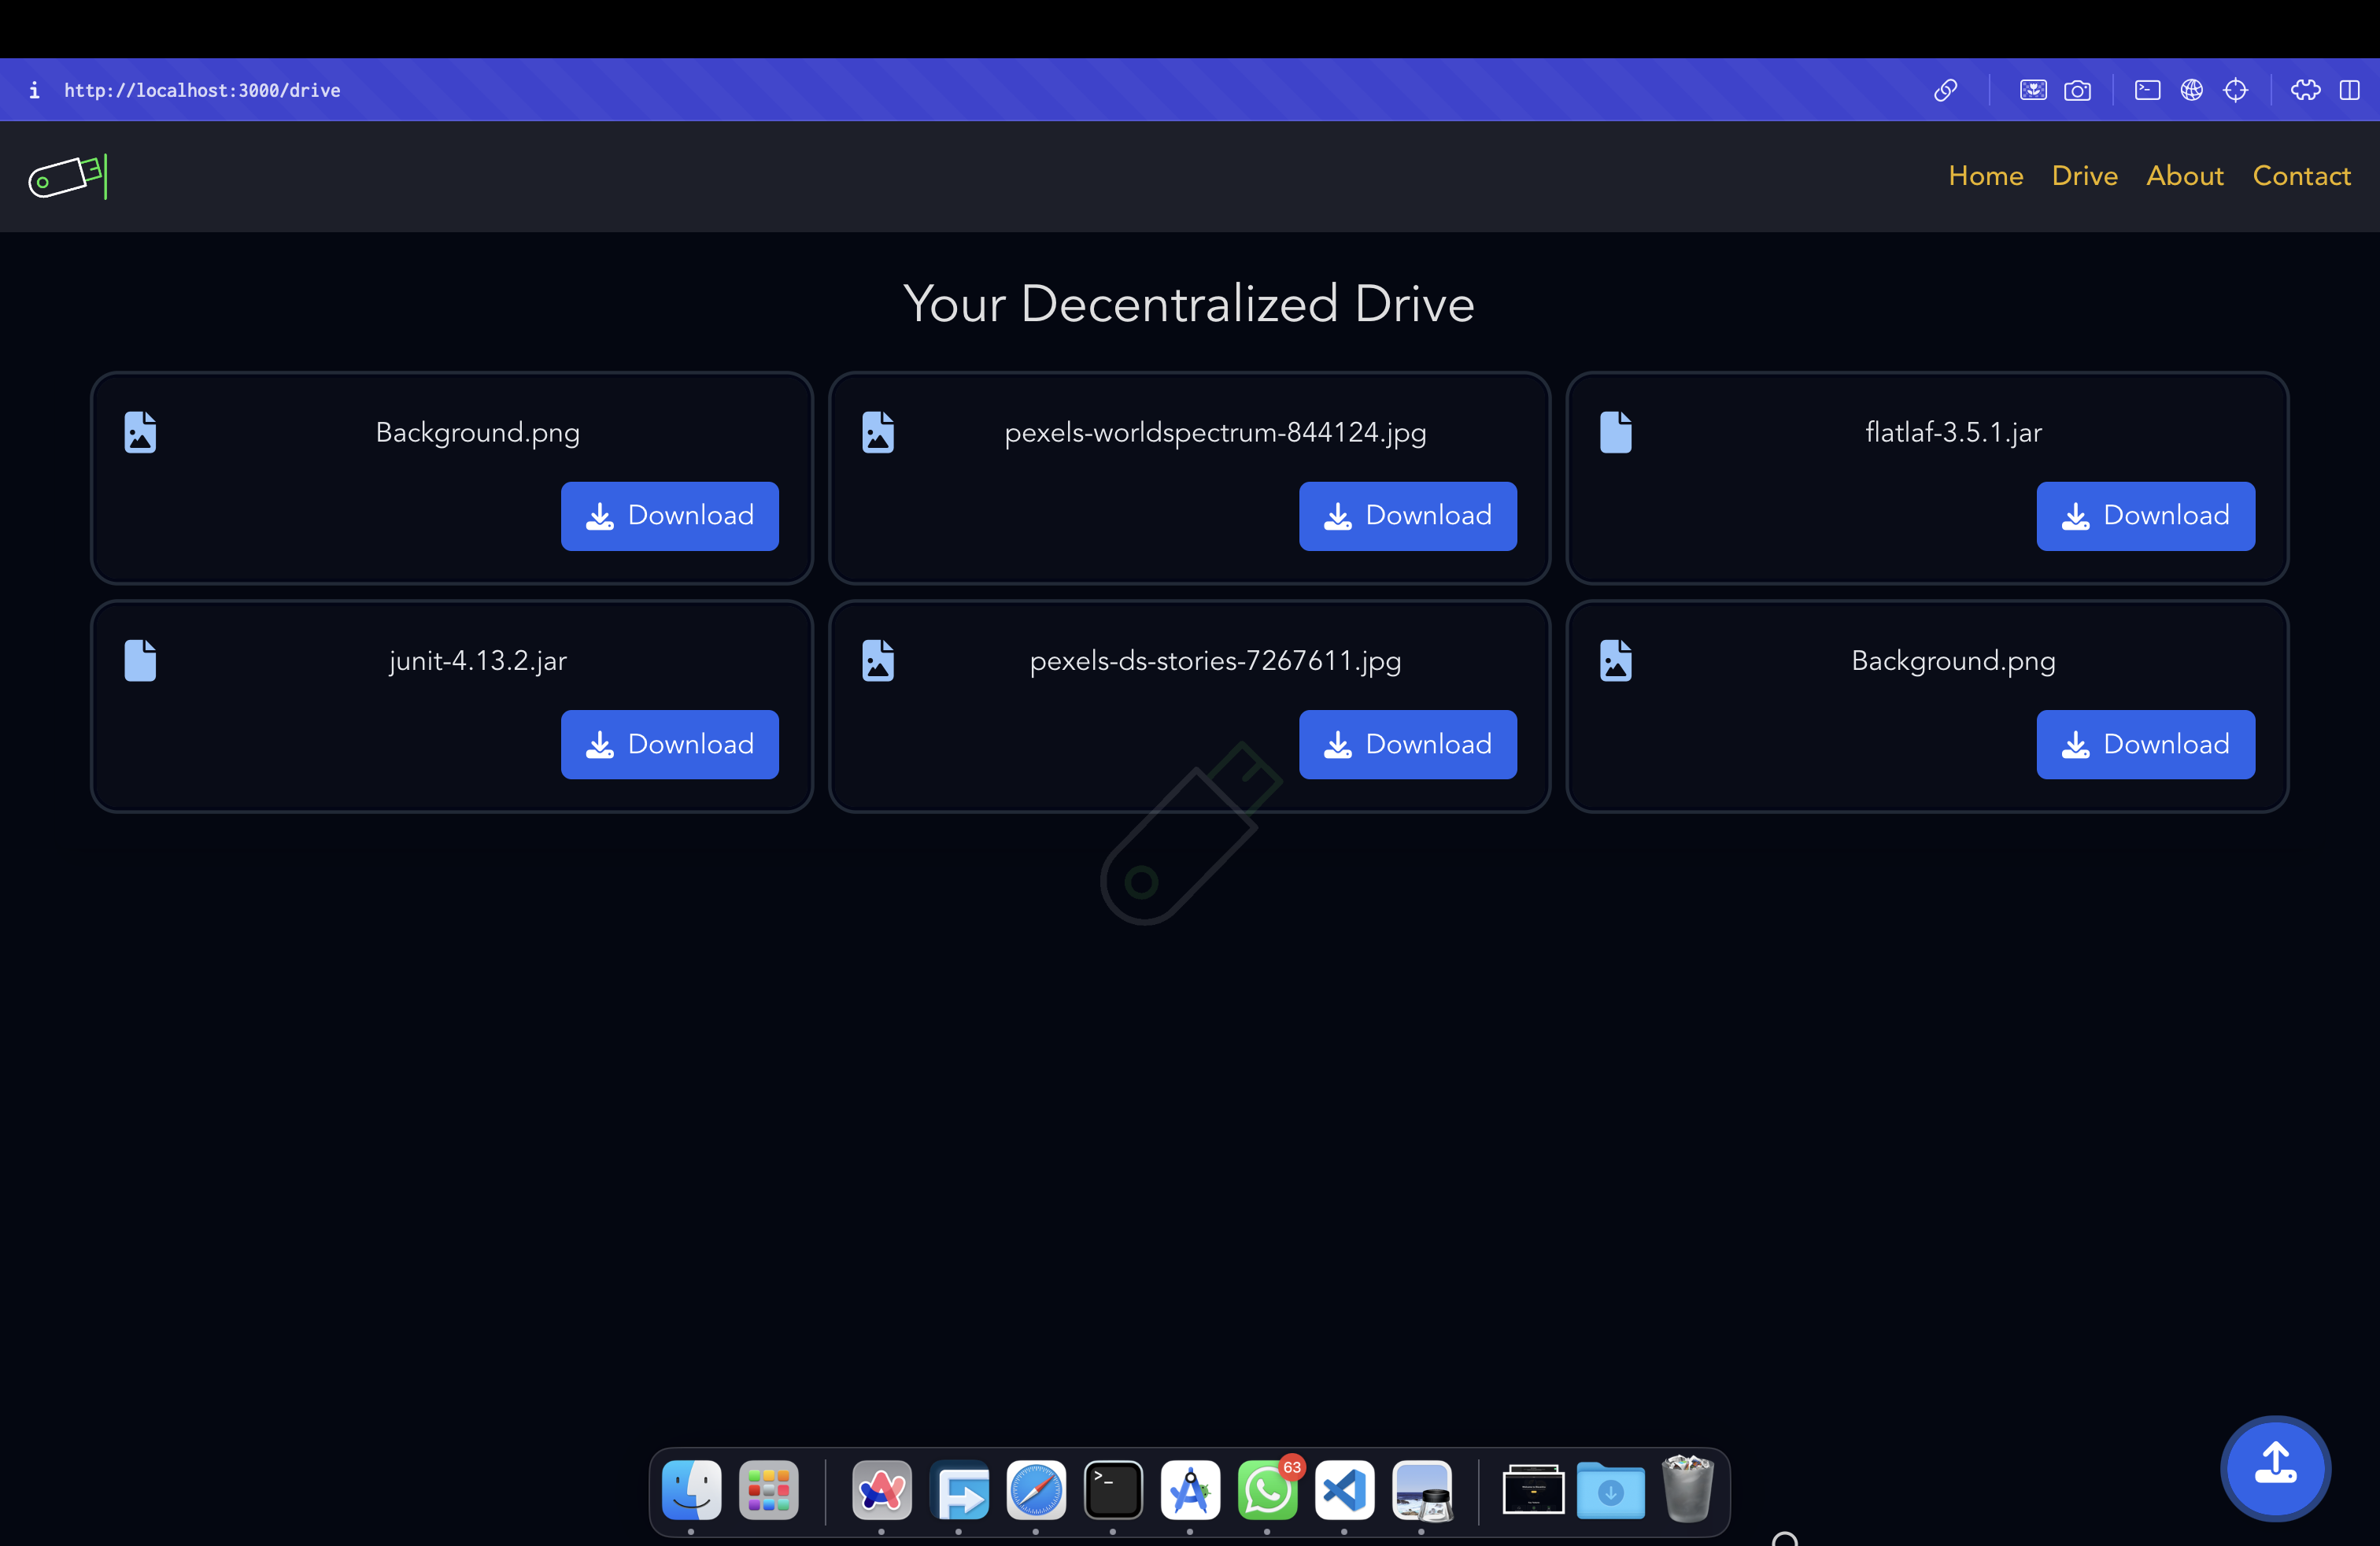 i http://localhost:3000/drive
Home Drive About Contact
Your Decentralized Drive
Background.png
pexels-worldspectrum-844124.jpg
flatlaf-3.5.1.jar
Download
Download
Download
junit-4.13.2.jar
pexels-ds-stories-7267611.jpg
Background.png
Download
Download
Download
>_
63